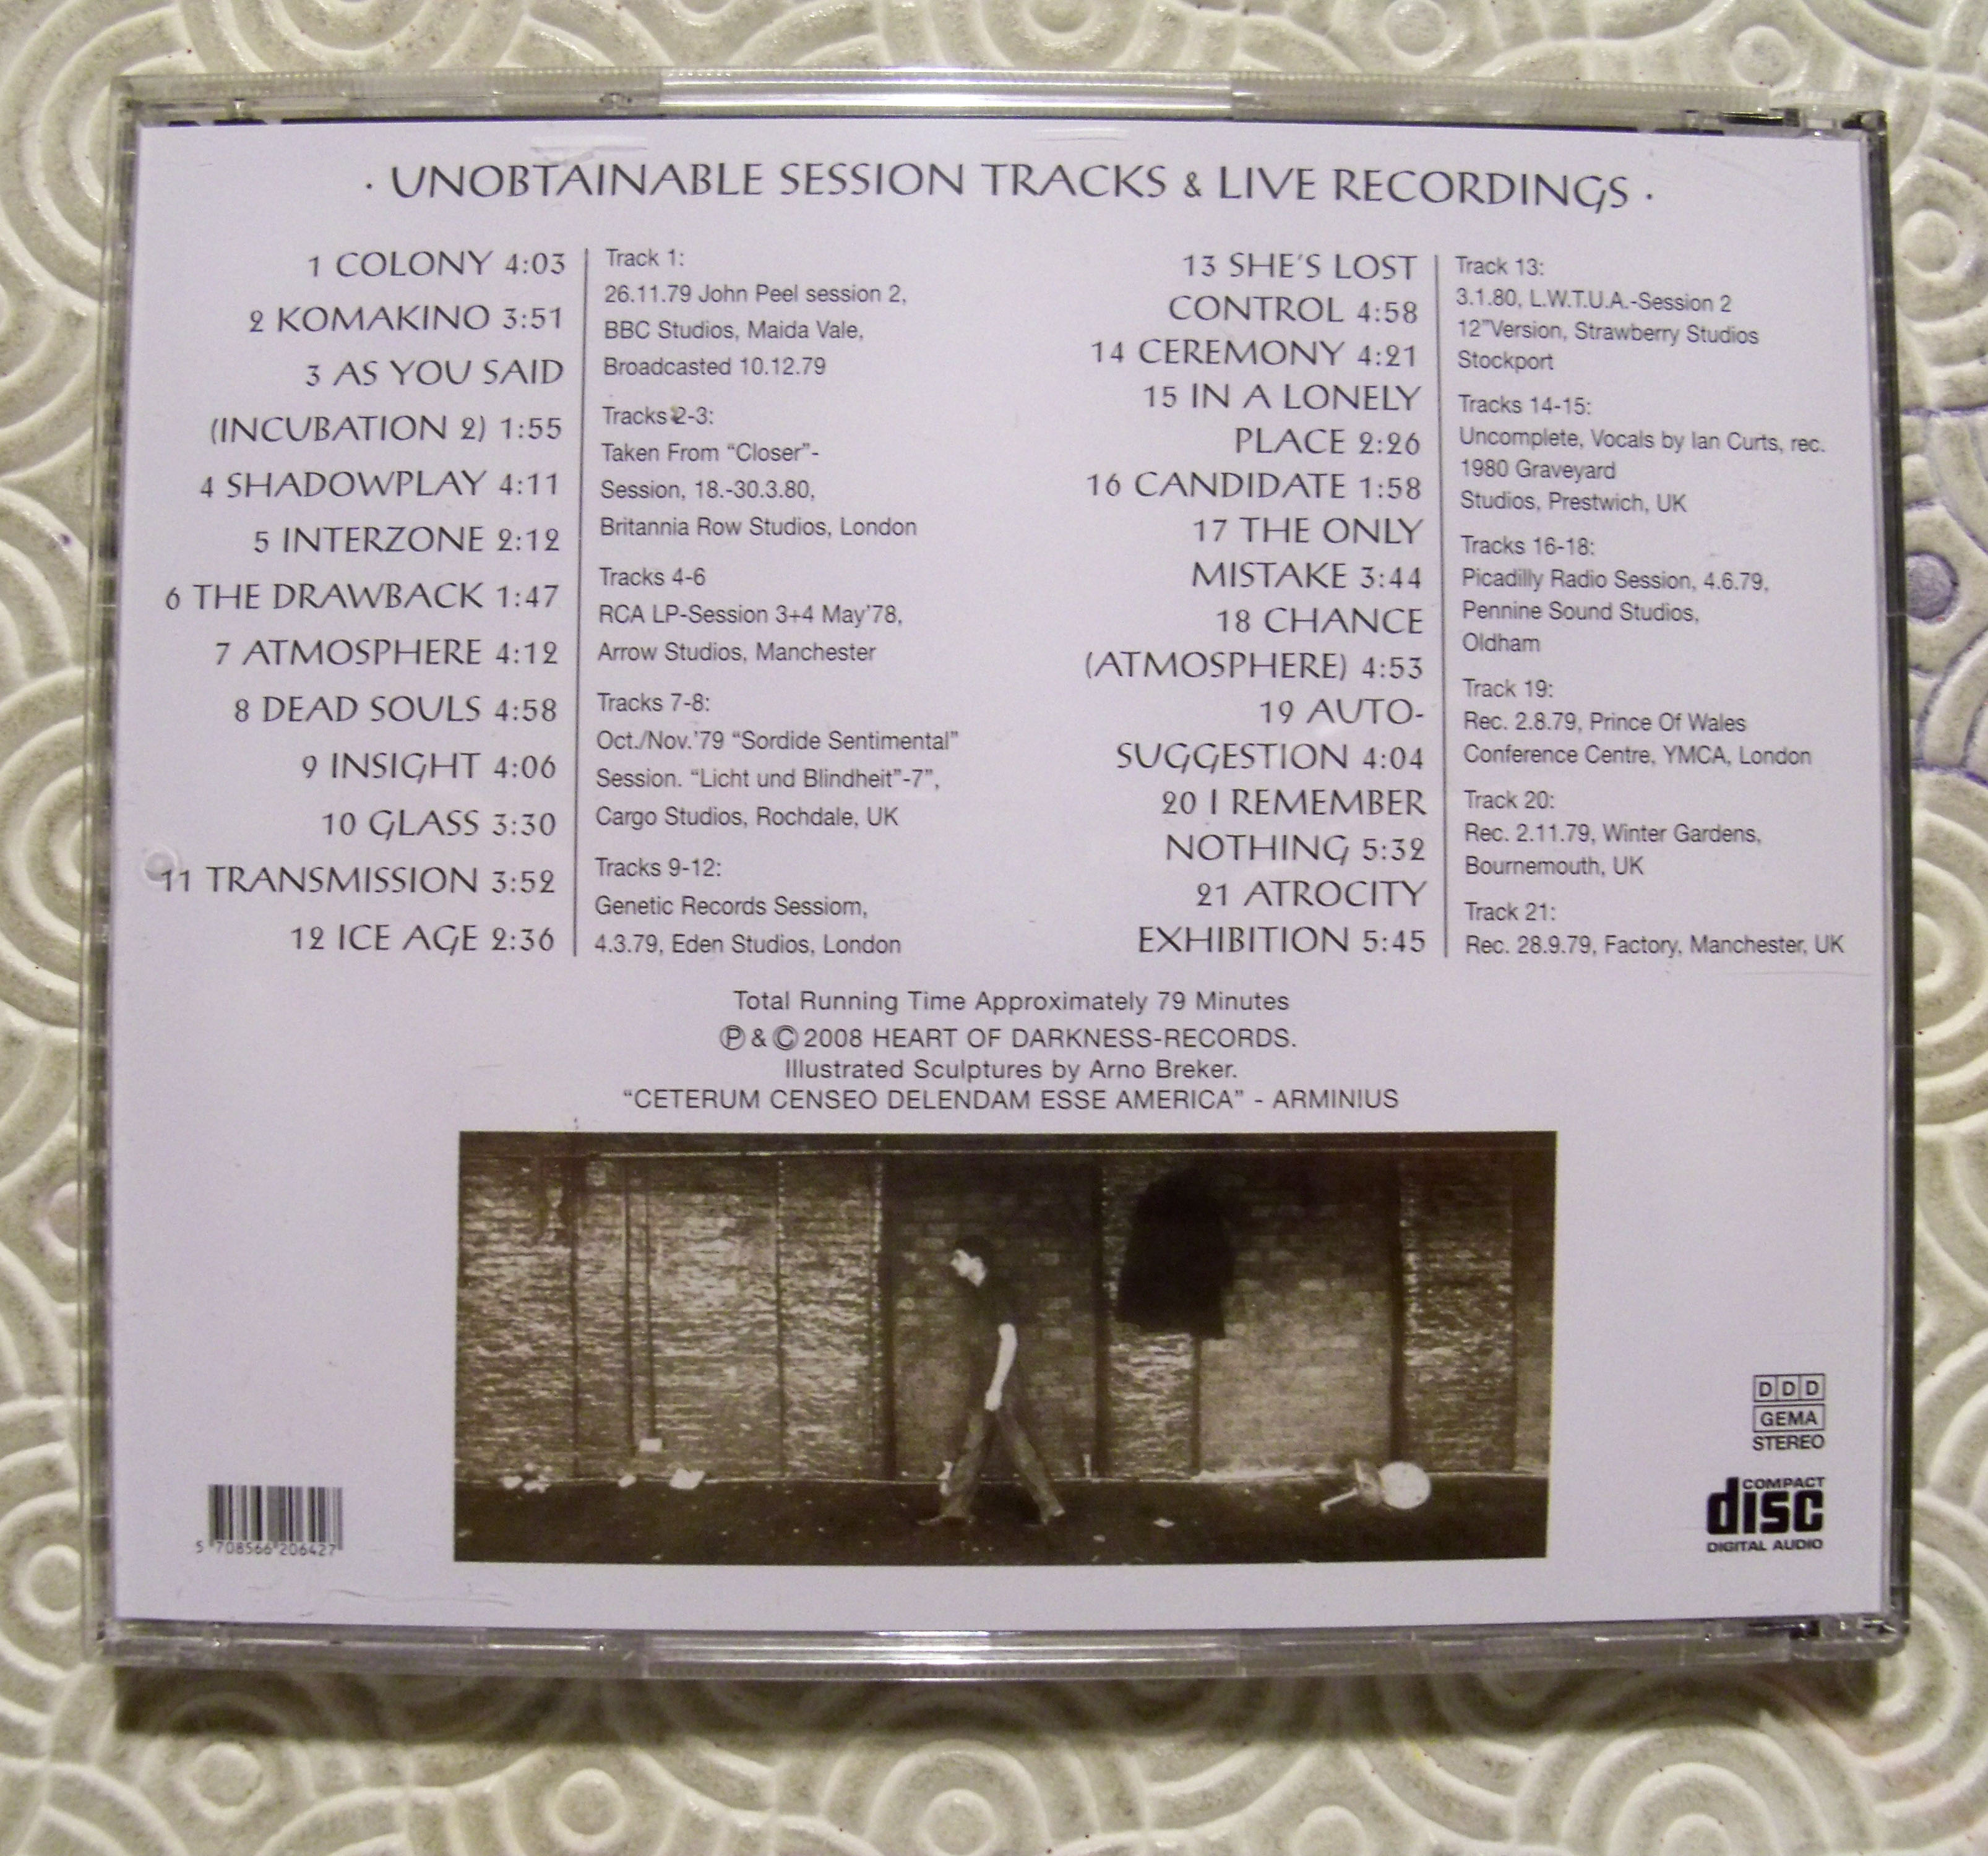 · UNOBTAINABLE SESSION TRACKS & LIVE RECORDINGS ·
1 COLONY 4:03
2 KOMAKINO 3:51
3 AS YOU SAID
(INCUBATION 2) 1:55
4 SHADOWPLAY 4:11
5 INTERZONE 2:12
6 THE DRAWBACK 1:47
7 ATMOSPHERE 4:12
8 DEAD SOULS 4:58
9 INSIGHT 4:06
10 GLASS 3:30
11 TRANSMISSION 3:52
12 ICE AGE 2:36
Track 1:
26.11.79 John Peel session 2,
BBC Studios, Maida Vale,
Broadcasted 10.12.79
Tracks 2-3:
Taken From “Closer”-
Session, 18.-30.3.80,
Britannia Row Studios, London
Tracks 4-6
RCA LP-Session 3+4 May'78,
Arrow Studios, Manchester
Tracks 7-8:
Oct./Nov.'79 “Sordide Sentimental”
Session. “Licht und Blindheit”-7”,
Cargo Studios, Rochdale, UK
Tracks 9-12:
Genetic Records Sessiom,
4.3.79, Eden Studios, London
13 SHE'S LOST
CONTROL 4:58
14 CEREMONY 4:21
15 IN A LONELY
PLACE 2:26
16 CANDIDATE 1:58
17 THE ONLY
MISTAKE 3:44
18 CHANCE
(ATMOSPHERE) 4:53
19 AUTO-
SUGGESTION 4:04
20 I REMEMBER
NOTHING 5:32
21 ATROCITY
EXHIBITION 5:45
Track 13:
3.1.80, L.W.T.U.A.-Session 2
12”Version, Strawberry Studios
Stockport
Tracks 14-15:
Uncomplete, Vocals by Ian Curts, rec.
1980 Graveyard
Studios, Prestwich, UK
Tracks 16-18:
Picadilly Radio Session, 4.6.79,
Pennine Sound Studios,
Oldham
Track 19:
Rec. 2.8.79, Prince Of Wales
Conference Centre, YMCA, London
Track 20:
Rec. 2.11.79, Winter Gardens,
Bournemouth, UK
Track 21:
Rec. 28.9.79, Factory, Manchester, UK
Total Running Time Approximately 79 Minutes
Ⓟ & © 2008 HEART OF DARKNESS-RECORDS.
Illustrated Sculptures by Arno Breker.
“CETERUM CENSEO DELENDAM ESSE AMERICA” - ARMINIUS
DDD
GEMA
STEREO
COMPACT
disc
DIGITAL AUDIO
5 708566 206427